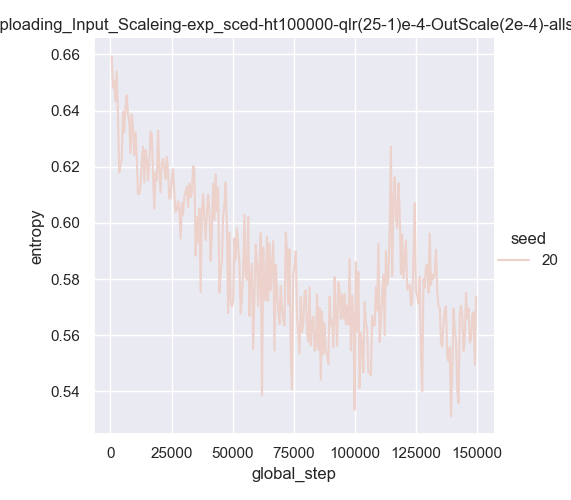 ploading_Input_Scaleing-exp_sced-ht100000-qlr(25-1)e-4-OutScale(2e-4)-alls
0.66
0.64
0.62
0.60
0.58
0.56
0.54
entropy
seed
20
0 25000 50000 75000 100000 125000 150000
global_step